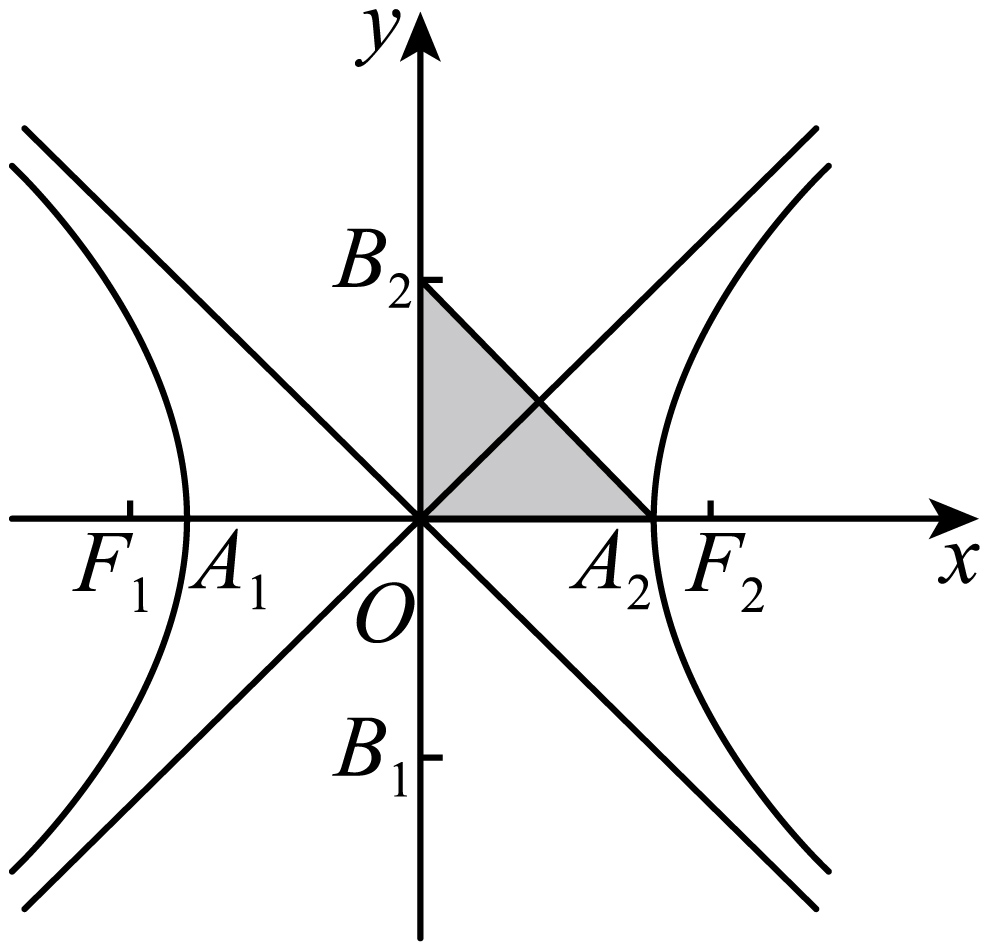 y
B₂
F₁ A₁ A₂ F₂ x
O
B₁